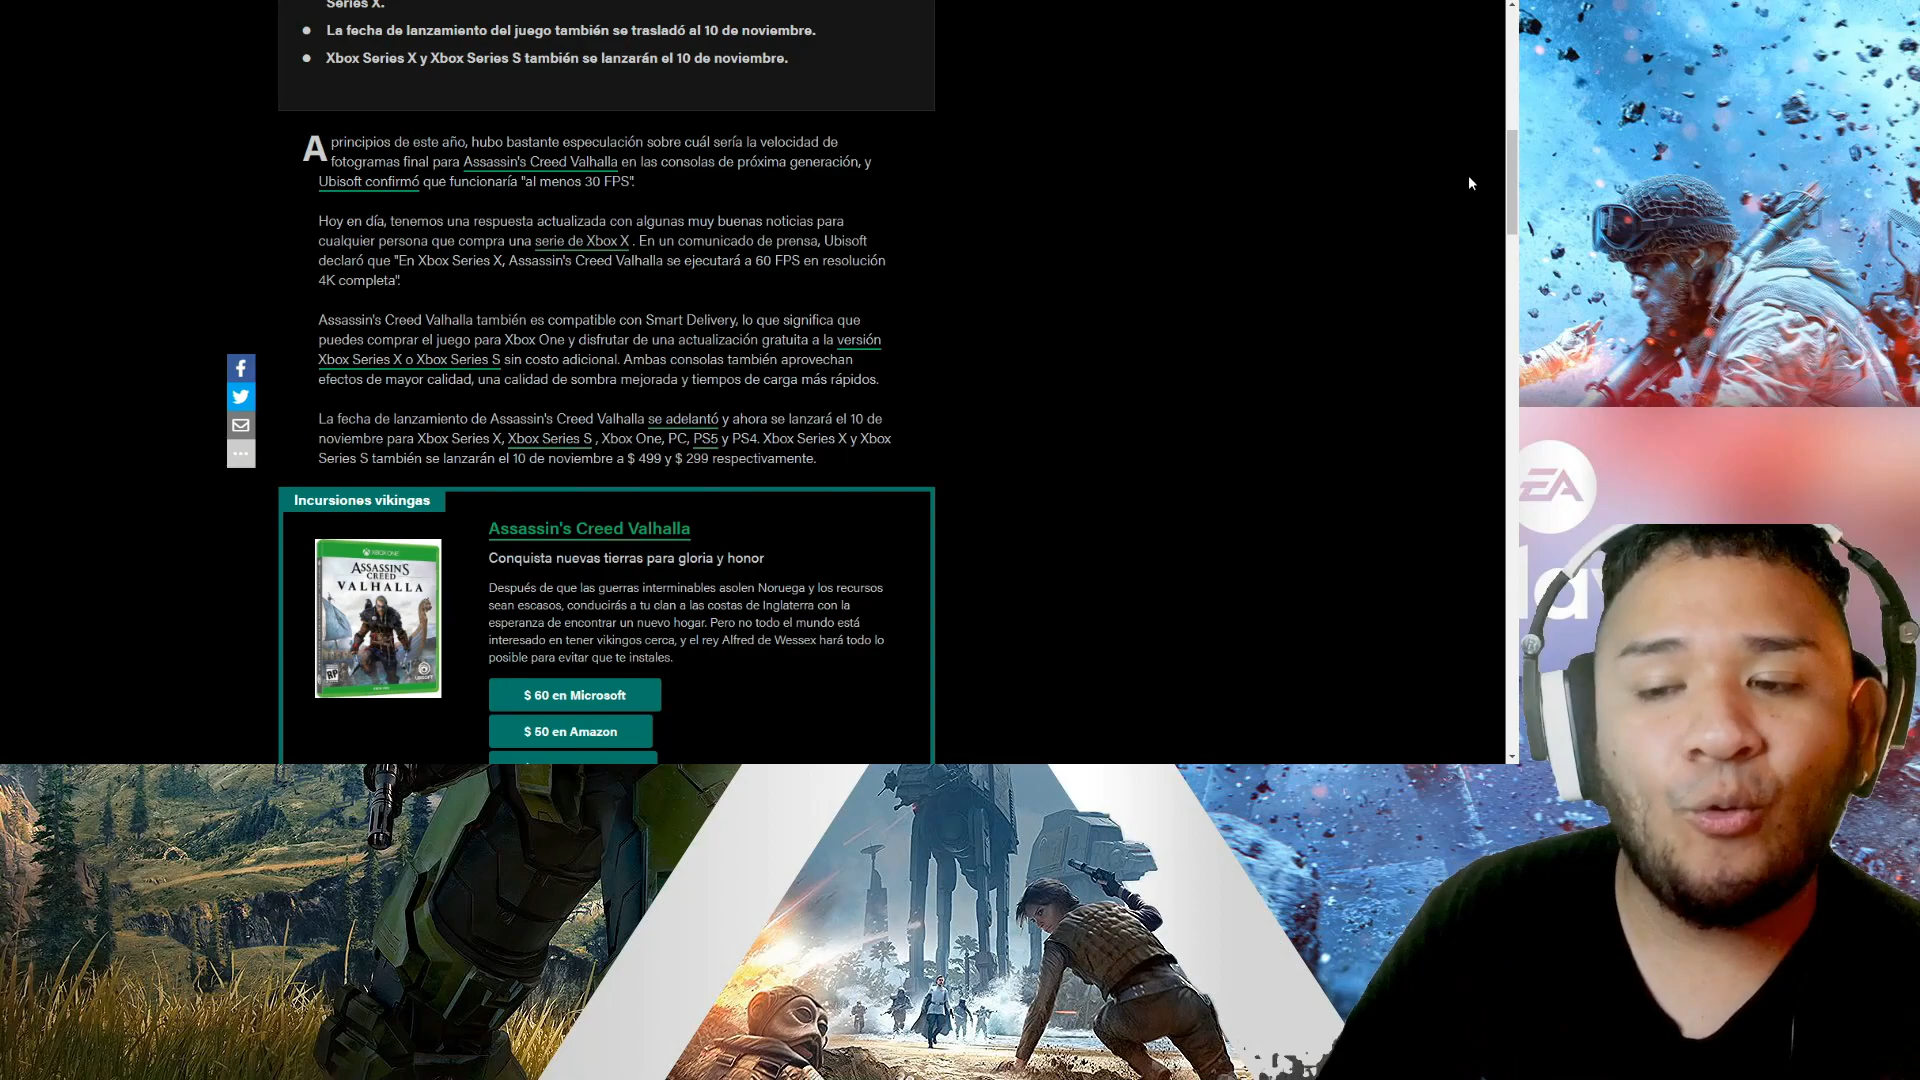 Series X.
● La fecha de lanzamiento del juego también se trasladó al 10 de noviembre.
● Xbox Series X y Xbox Series S también se lanzarán el 10 de noviembre.
A principios de este año, hubo bastante especulación sobre cuál sería la velocidad de
fotogramas final para Assassin's Creed Valhalla en las consolas de próxima generación, y
Ubisoft confirmó que funcionaría "al menos 30 FPS".
Hoy en día, tenemos una respuesta actualizada con algunas muy buenas noticias para
cualquier persona que compra una serie de Xbox X . En un comunicado de prensa, Ubisoft
declaró que "En Xbox Series X, Assassin's Creed Valhalla se ejecutará a 60 FPS en resolución
4K completa".
Assassin's Creed Valhalla también es compatible con Smart Delivery, lo que significa que
puedes comprar el juego para Xbox One y disfrutar de una actualización gratuita a la versión
Xbox Series X o Xbox Series S sin costo adicional. Ambas consolas también aprovechan
efectos de mayor calidad, una calidad de sombra mejorada y tiempos de carga más rápidos.
La fecha de lanzamiento de Assassin's Creed Valhalla se adelantó y ahora se lanzará el 10 de
noviembre para Xbox Series X, Xbox Series S , Xbox One, PC, PS5 y PS4. Xbox Series X y Xbox
Series S también se lanzarán el 10 de noviembre a $ 499 y $ 299 respectivamente.
Incursiones vikingas
XBOX ONE
ASSASSIN'S
CREED
VALHALLA
RP
UBISOFT
Assassin's Creed Valhalla
Conquista nuevas tierras para gloria y honor
Después de que las guerras interminables asolen Noruega y los recursos
sean escasos, conducirás a tu clan a las costas de Inglaterra con la
esperanza de encontrar un nuevo hogar. Pero no todo el mundo está
interesado en tener vikingos cerca, y el rey Alfred de Wessex hará todo lo
posible para evitar que te instales.
$ 60 en Microsoft
$ 50 en Amazon
EA